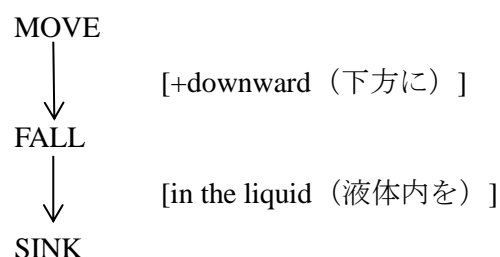 MOVE
[+downward（下方に）]
FALL
[in the liquid（液体内を）]
SINK